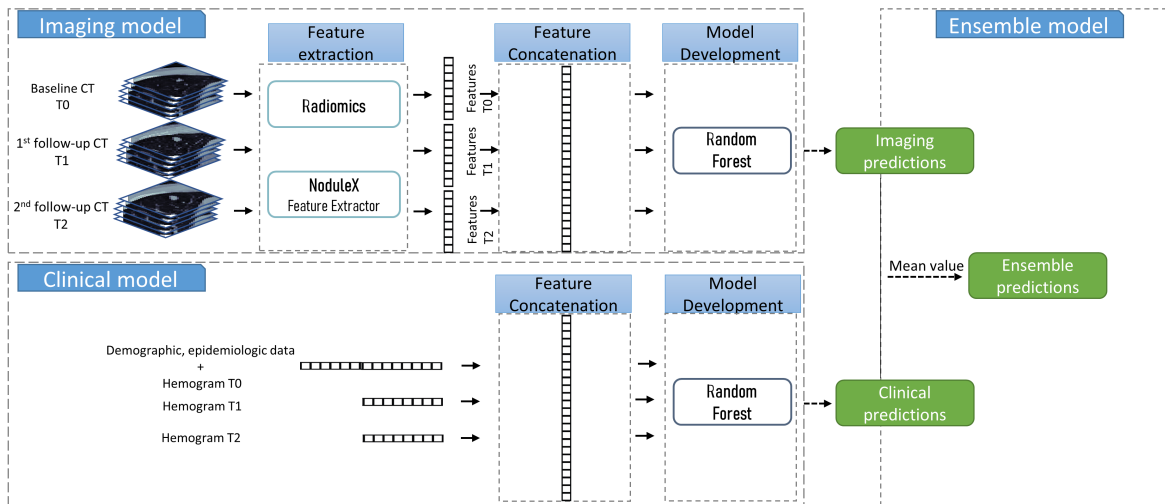 Imaging model
Feature
extraction
Feature
Concatenation
Model
Development
Ensemble model
Baseline CT
T0
1st follow-up CT
T1
2nd follow-up CT
T2
Radiomics
NoduleX
Feature Extractor
Features
T0
Features
T1
Features
T2
Random
Forest
Imaging
predictions
Mean value
Ensemble
predictions
Clinical model
Feature
Concatenation
Model
Development
Demographic, epidemiologic data
+
Hemogram T0
Hemogram T1
Hemogram T2
Random
Forest
Clinical
predictions